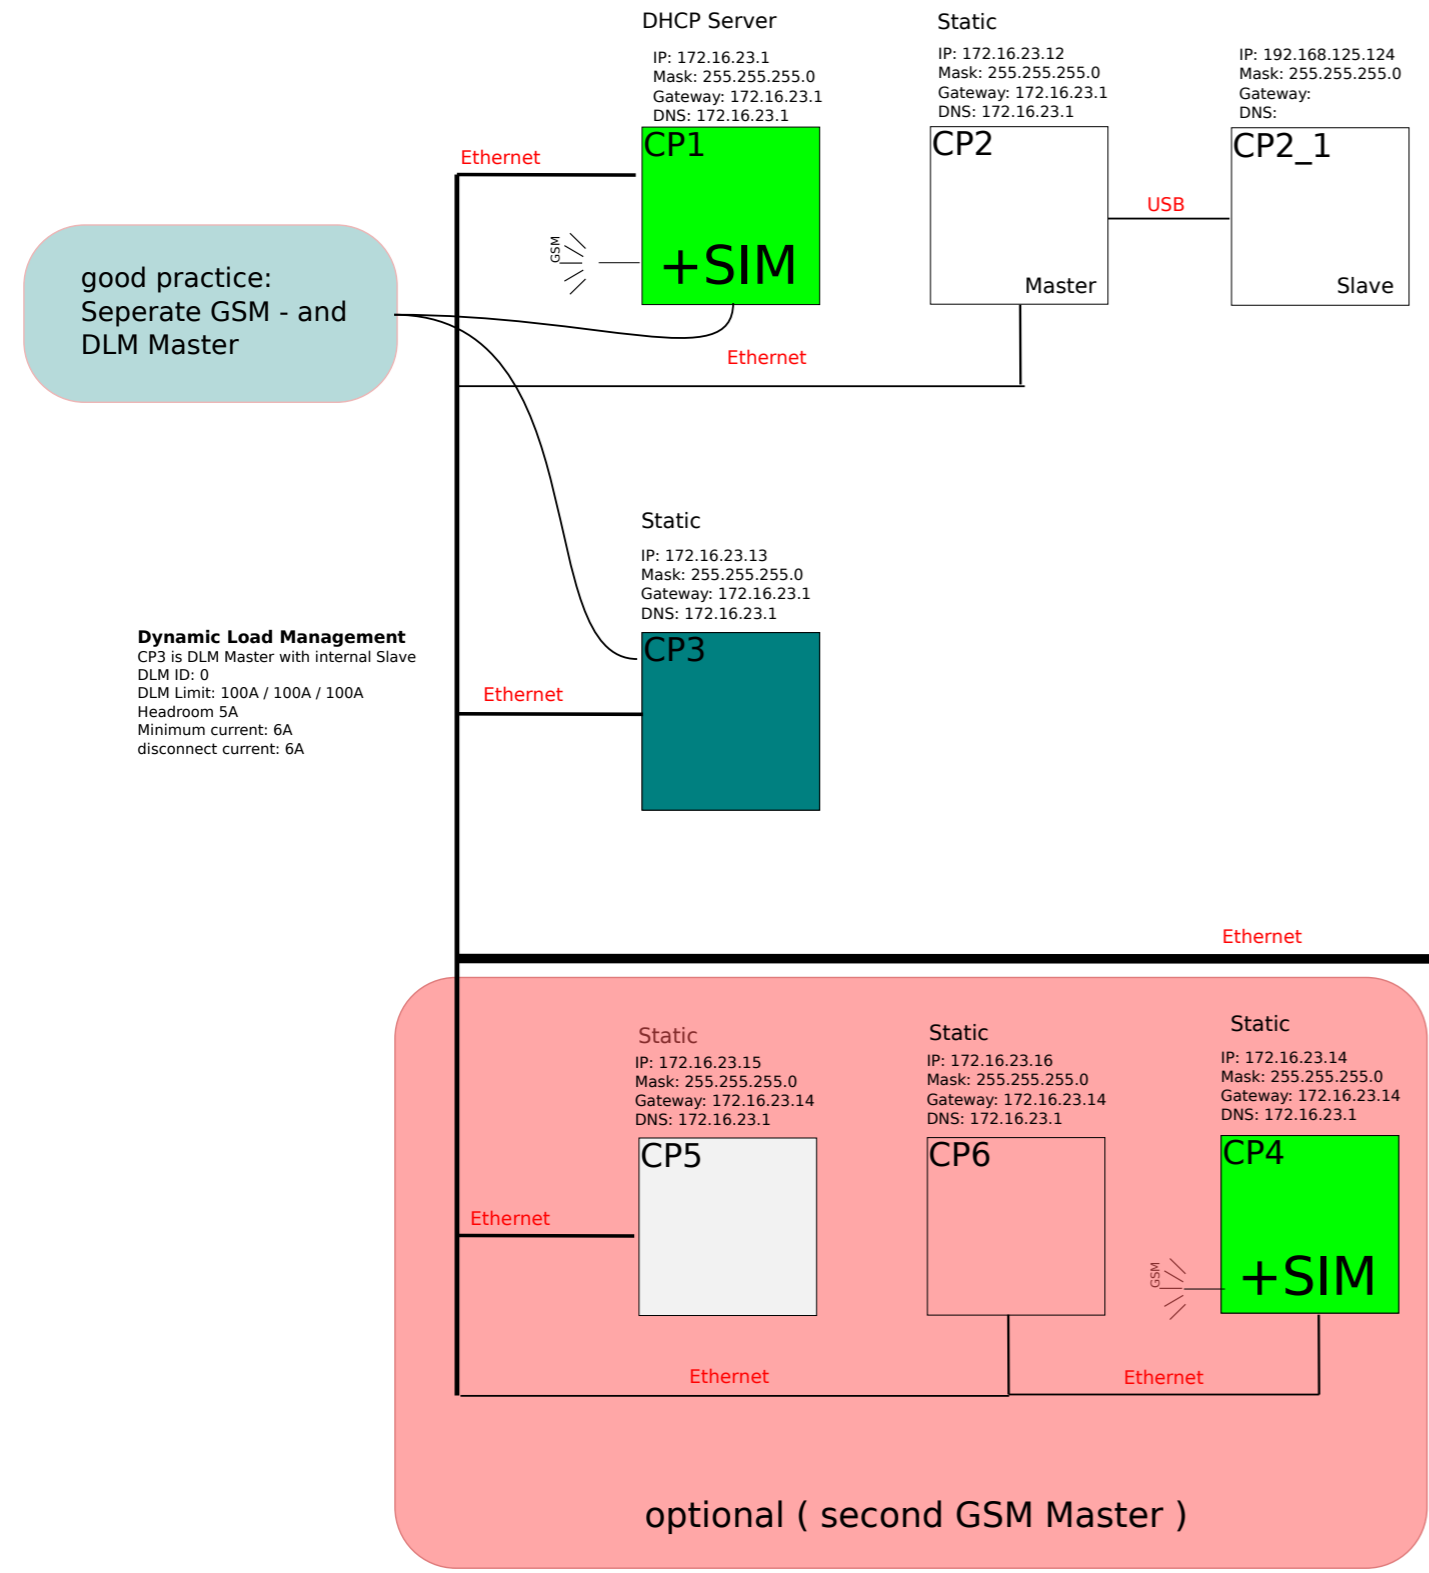 DHCP Server
IP: 172.16.23.1
Mask: 255.255.255.0
Gateway: 172.16.23.1
DNS: 172.16.23.1
CP1
+SIM
GSM
Ethernet
Static
IP: 172.16.23.12
Mask: 255.255.255.0
Gateway: 172.16.23.1
DNS: 172.16.23.1
CP2
Master
USB
IP: 192.168.125.124
Mask: 255.255.255.0
Gateway:
DNS:
CP2_1
Slave
good practice:
Seperate GSM - and
DLM Master
Ethernet
Static
IP: 172.16.23.13
Mask: 255.255.255.0
Gateway: 172.16.23.1
DNS: 172.16.23.1
CP3
Ethernet
Dynamic Load Management
CP3 is DLM Master with internal Slave
DLM ID: 0
DLM Limit: 100A / 100A / 100A
Headroom 5A
Minimum current: 6A
disconnect current: 6A
Ethernet
Static
IP: 172.16.23.15
Mask: 255.255.255.0
Gateway: 172.16.23.14
DNS: 172.16.23.1
CP5
Ethernet
Static
IP: 172.16.23.16
Mask: 255.255.255.0
Gateway: 172.16.23.14
DNS: 172.16.23.1
CP6
Static
IP: 172.16.23.14
Mask: 255.255.255.0
Gateway: 172.16.23.14
DNS: 172.16.23.1
CP4
+SIM
GSM
Ethernet
Ethernet
optional ( second GSM Master )